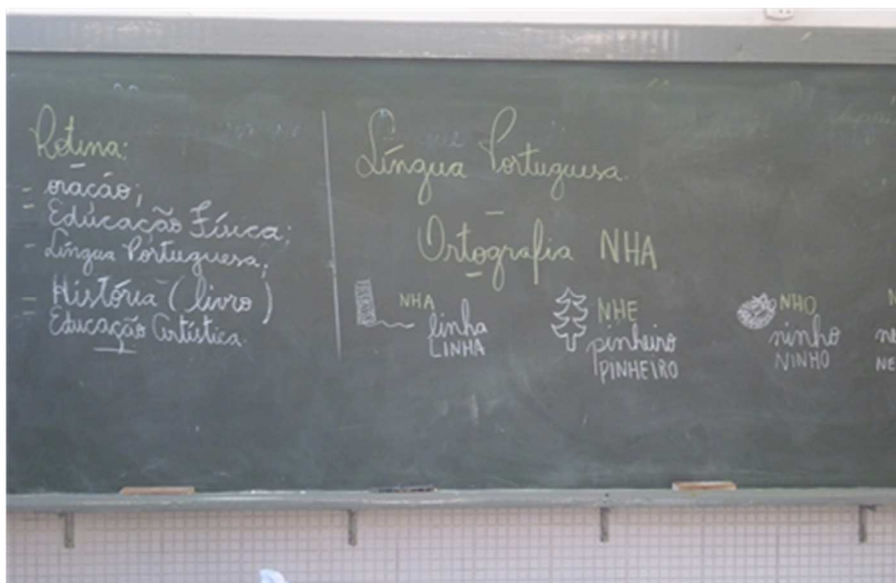 Rotina:
- oração;
- Educação Física;
- Língua Portuguesa;
- História (livro)
Educação Artística.
Língua Portuguesa.
Ortografia NHA
NHA
linha
LINHA
NHE
pinheiro
PINHEIRO
NHO
ninho
NINHO